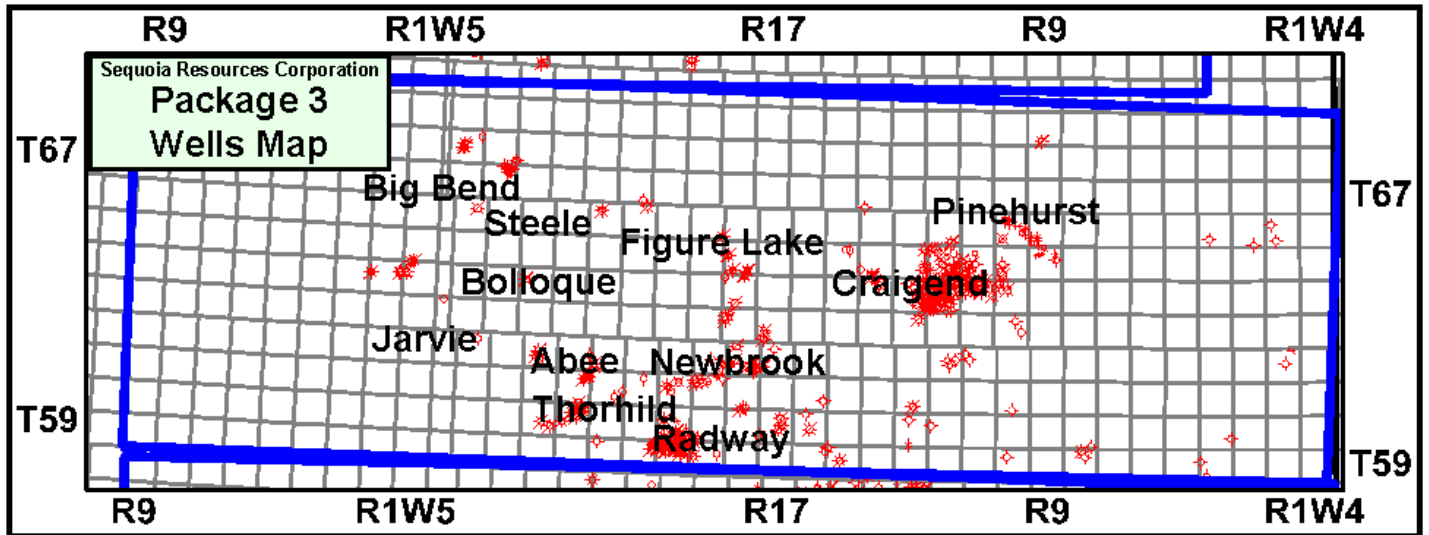 R9 R1W5 R17 R9 R1W4
Sequoia Resources Corporation
Package 3
Wells Map
T67
T67
Big Bend
Pinehurst
Steele
Figure Lake
Bolloque
Craigend
Jarvie
Abee
Newbrook
Thorhild
T59
Radway
T59
R9 R1W5 R17 R9 R1W4